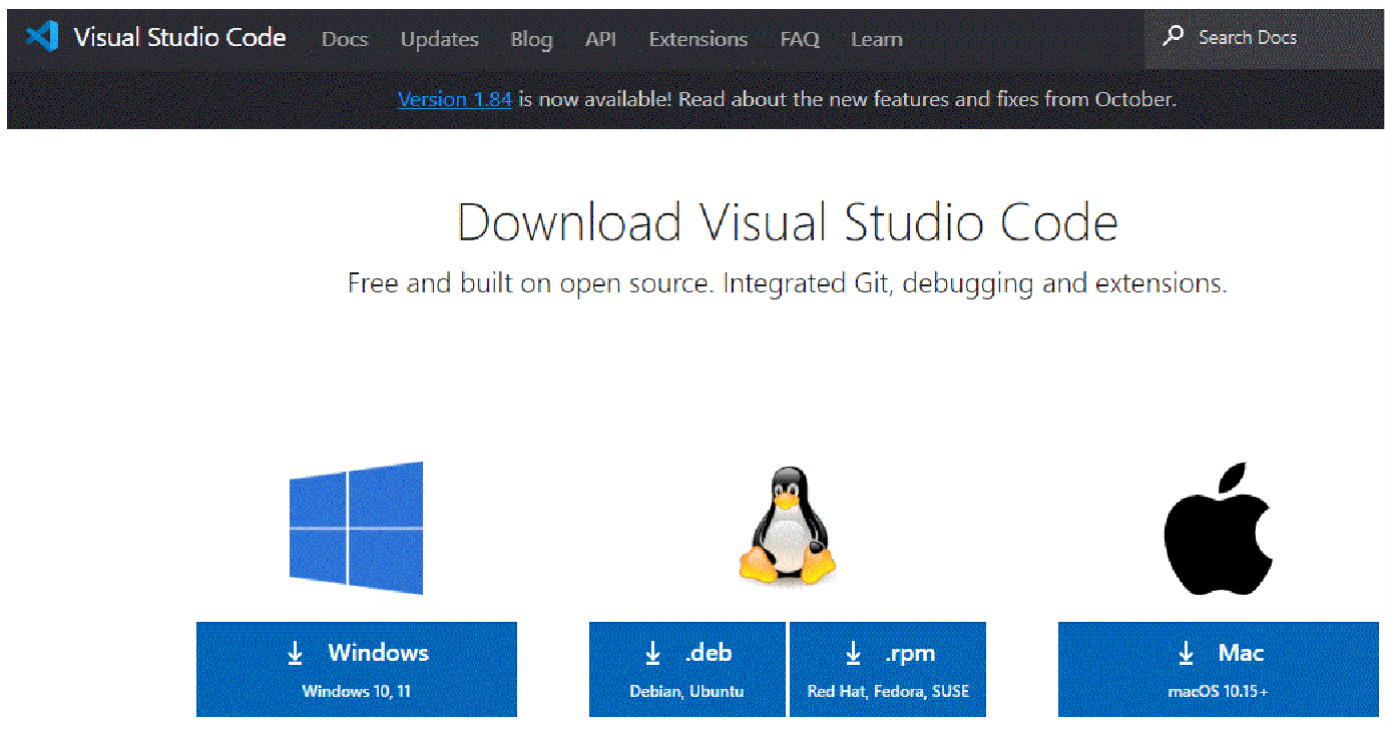 Visual Studio Code Docs Updates Blog API Extensions FAQ Learn Search Docs
Version 1.84 is now available! Read about the new features and fixes from October.
Download Visual Studio Code
Free and built on open source. Integrated Git, debugging and extensions.
Windows
Windows 10, 11
.deb
Debian, Ubuntu
.rpm
Red Hat, Fedora, SUSE
Mac
macOS 10.15+